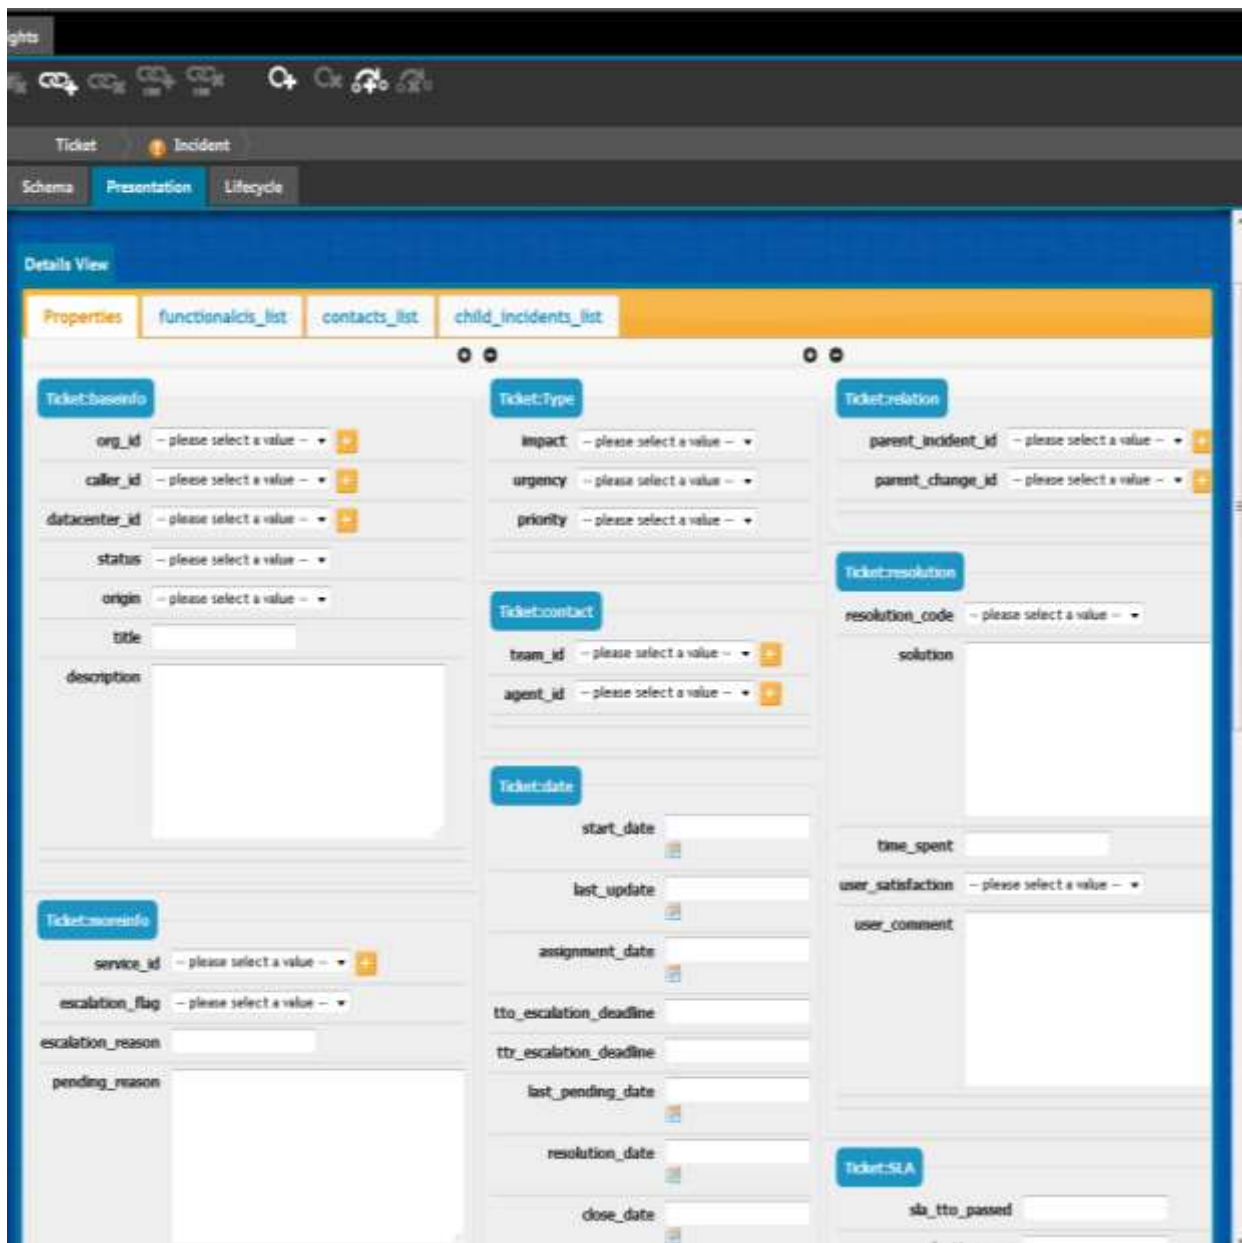 ights
Ticket
Incident
Schema
Presentation
Lifecycle
Details View
Properties
functionalcis_list
contacts_list
child_incidents_list
Ticket:baseinfo
org_id -- please select a value --
caller_id -- please select a value --
datacenter_id -- please select a value --
status -- please select a value --
origin -- please select a value --
title
description
Ticket:moreinfo
service_id -- please select a value --
escalation_flag -- please select a value --
escalation_reason
pending_reason
Ticket:Type
impact -- please select a value --
urgency -- please select a value --
priority -- please select a value --
Ticket:contact
team_id -- please select a value --
agent_id -- please select a value --
Ticket:date
start_date
last_update
assignment_date
tto_escalation_deadline
ttr_escalation_deadline
last_pending_date
resolution_date
close_date
Ticket:relation
parent_incident_id -- please select a value --
parent_change_id -- please select a value --
Ticket:resolution
resolution_code -- please select a value --
solution
time_spent
user_satisfaction -- please select a value --
user_comment
Ticket:SLA
sla_tto_passed